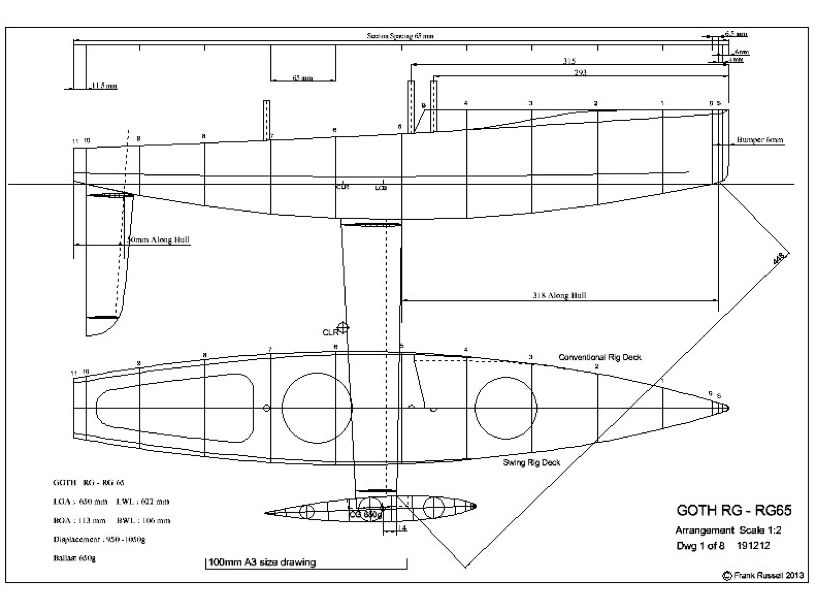 Section Spacing 65 mm
6.5 mm
6mm
4mm
315
293
11.5 mm
65 mm
Bumper 6mm
11 10 9 8 7 6 5 4 3 2 1 0 S
CLR LCB
50mm Along Hull
448
318 Along Hull
CLR
Conventional Rig Deck
11 10 9 8 7 6 5 4 3 2 1 0 S
Swing Rig Deck
GOTH RG - RG 65
LOA : 650 mm LWL : 622 mm
BOA : 113 mm BWL : 106 mm
Displacement : 950 -1050g
Ballast 650g
CG 650g
14
100mm A3 size drawing
GOTH RG - RG65
Arrangement Scale 1:2
Dwg 1 of 8 191212
© Frank Russell 2013